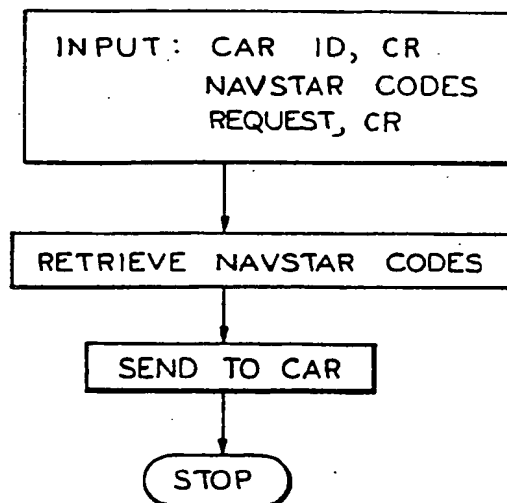 INPUT: CAR ID, CR
NAVSTAR CODES
REQUEST, CR
RETRIEVE NAVSTAR CODES
SEND TO CAR
STOP